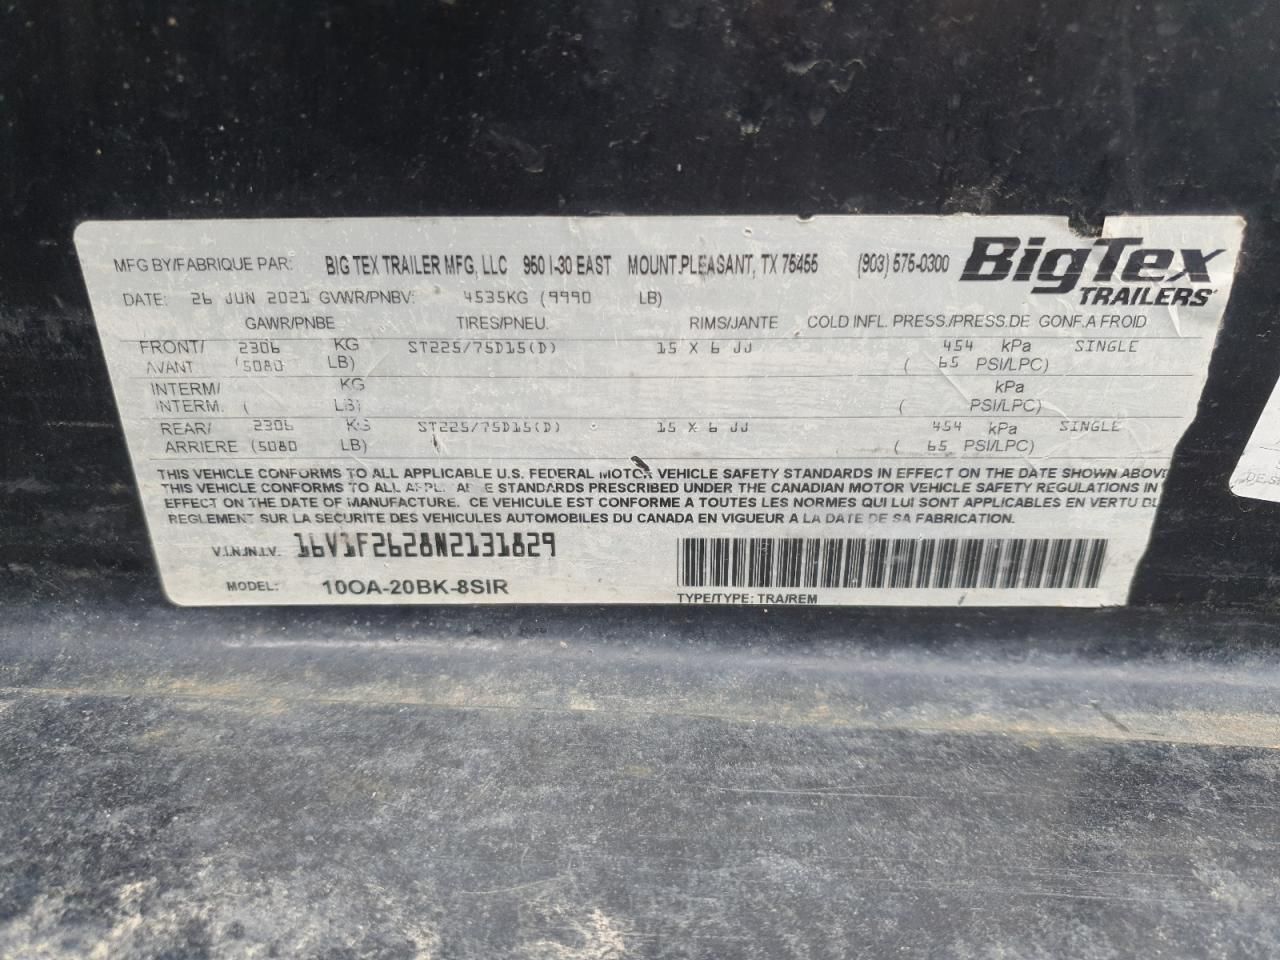 MFG BY/FABRIQUE PAR: BIG TEX TRAILER MFG, LLC 950 I-30 EAST MOUNT PLEASANT, TX 75455 (903) 575-0300 BigTex
TRAILERS
DATE: 26 JUN 2021 GVWR/PNBV: 4535KG (9990 LB)
GAWR/PNBE TIRES/PNEU. RIMS/JANTE COLD INFL. PRESS./PRESS.DE GONF.A FROID
FRONT/ 2306 KG ST225/75D15(D) 15 X 6 JJ 454 kPa SINGLE
AVANT (5080 LB) ( 65 PSI/LPC)
INTERM/ KG kPa
INTERM. ( LB) ( PSI/LPC)
REAR/ 2306 KG ST225/75D15(D) 15 X 6 JJ 454 kPa SINGLE
ARRIERE (5080 LB) ( 65 PSI/LPC)
THIS VEHICLE CONFORMS TO ALL APPLICABLE U.S. FEDERAL MOTOR VEHICLE SAFETY STANDARDS IN EFFECT ON THE DATE SHOWN ABOVE
THIS VEHICLE CONFORMS TO ALL STANDARDS PRESCRIBED UNDER THE CANADIAN MOTOR VEHICLE SAFETY REGULATIONS IN
EFFECT ON THE DATE OF MANUFACTURE. CE VEHICULE EST CONFORME A TOUTES LES NORMES QUI LUI SONT APPLICABLES EN VERTU DU
REGLEMENT SUR LA SECURITE DES VEHICULES AUTOMOBILES DU CANADA EN VIGUEUR A LA DATE DE SA FABRICATION.
V.I.N./N.I.V. 16V1F2628N2131829
MODEL: 10OA-20BK-8SIR
TYPE/TYPE: TRA/REM